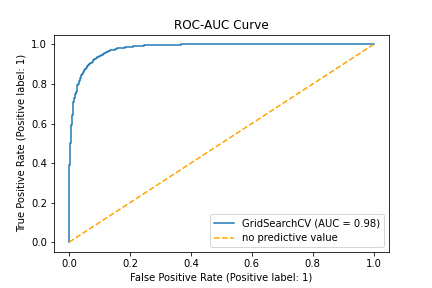 ROC-AUC Curve
True Positive Rate (Positive label: 1)
1.0
0.8
0.6
0.4
0.2
0.0
0.0 0.2 0.4 0.6 0.8 1.0
GridSearchCV (AUC = 0.98)
no predictive value
False Positive Rate (Positive label: 1)